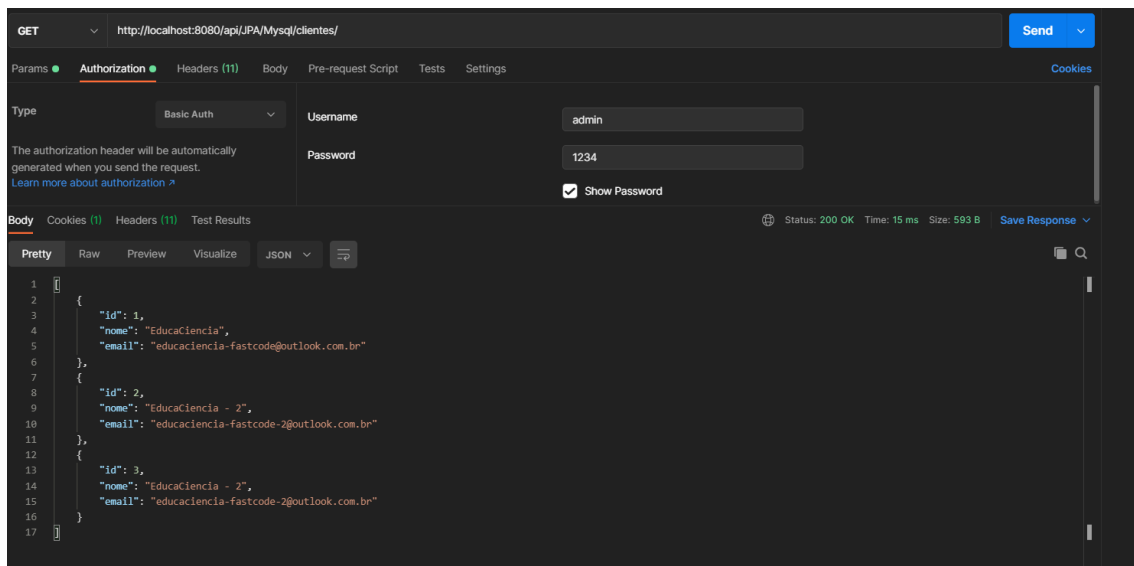 GET http://localhost:8080/api/JPA/Mysql/clientes/ Send
Params Authorization Headers (11) Body Pre-request Script Tests Settings Cookies
Type Basic Auth Username admin
The authorization header will be automatically
generated when you send the request.
Learn more about authorization ↗
Password 1234
Show Password
Body Cookies (1) Headers (11) Test Results Status: 200 OK Time: 15 ms Size: 593 B Save Response
Pretty Raw Preview Visualize JSON
1 [
2 {
3 "id": 1,
4 "nome": "EducaCiencia",
5 "email": "educaciencia-fastcode@outlook.com.br"
6 },
7 {
8 "id": 2,
9 "nome": "EducaCiencia - 2",
10 "email": "educaciencia-fastcode-2@outlook.com.br"
11 },
12 {
13 "id": 3,
14 "nome": "EducaCiencia - 2",
15 "email": "educaciencia-fastcode-2@outlook.com.br"
16 }
17 ]